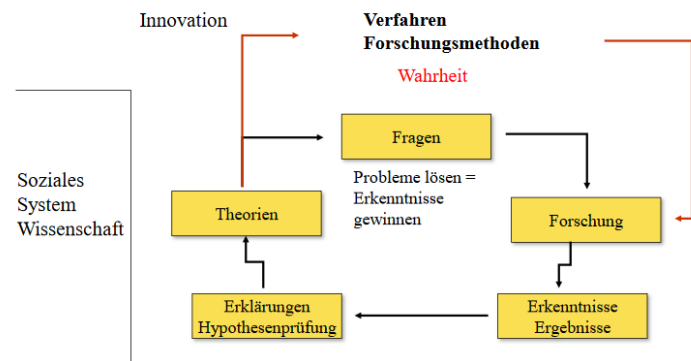 Innovation
Verfahren
Forschungsmethoden
Wahrheit
Fragen
Probleme lösen =
Erkenntnisse
gewinnen
Soziales
System
Wissenschaft
Theorien
Forschung
Erklärungen
Hypothesenprüfung
Erkenntnisse
Ergebnisse